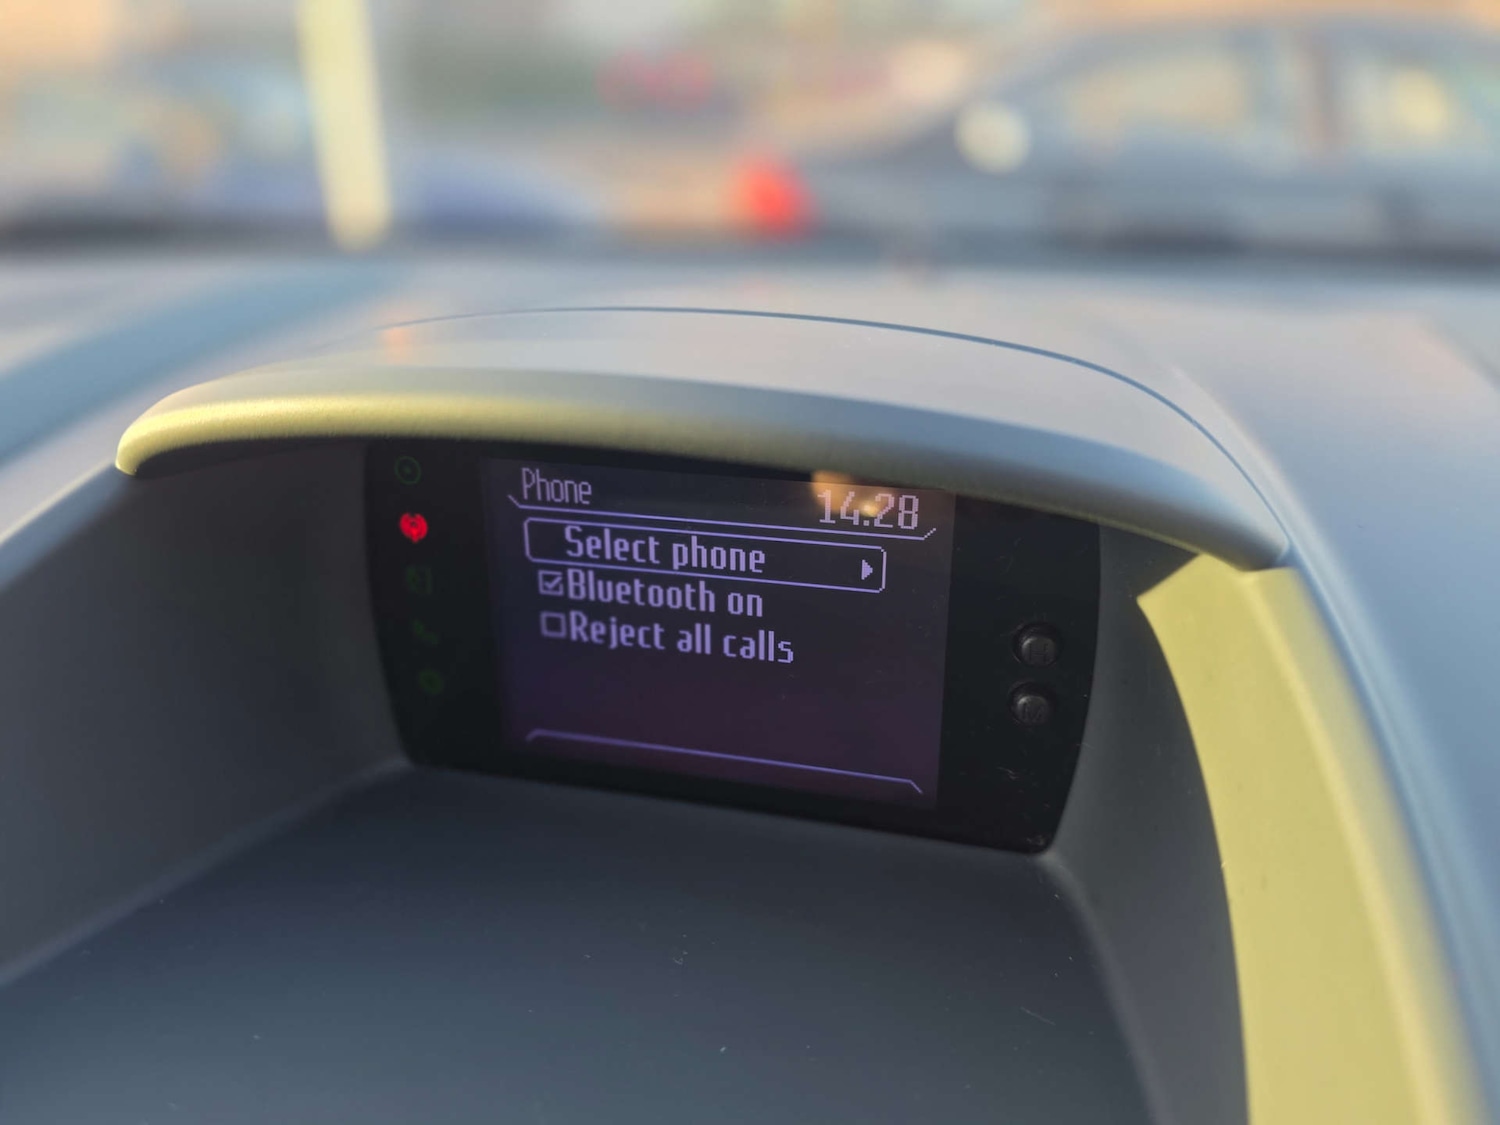 Phone
14:28
Select phone
Bluetooth on
Reject all calls